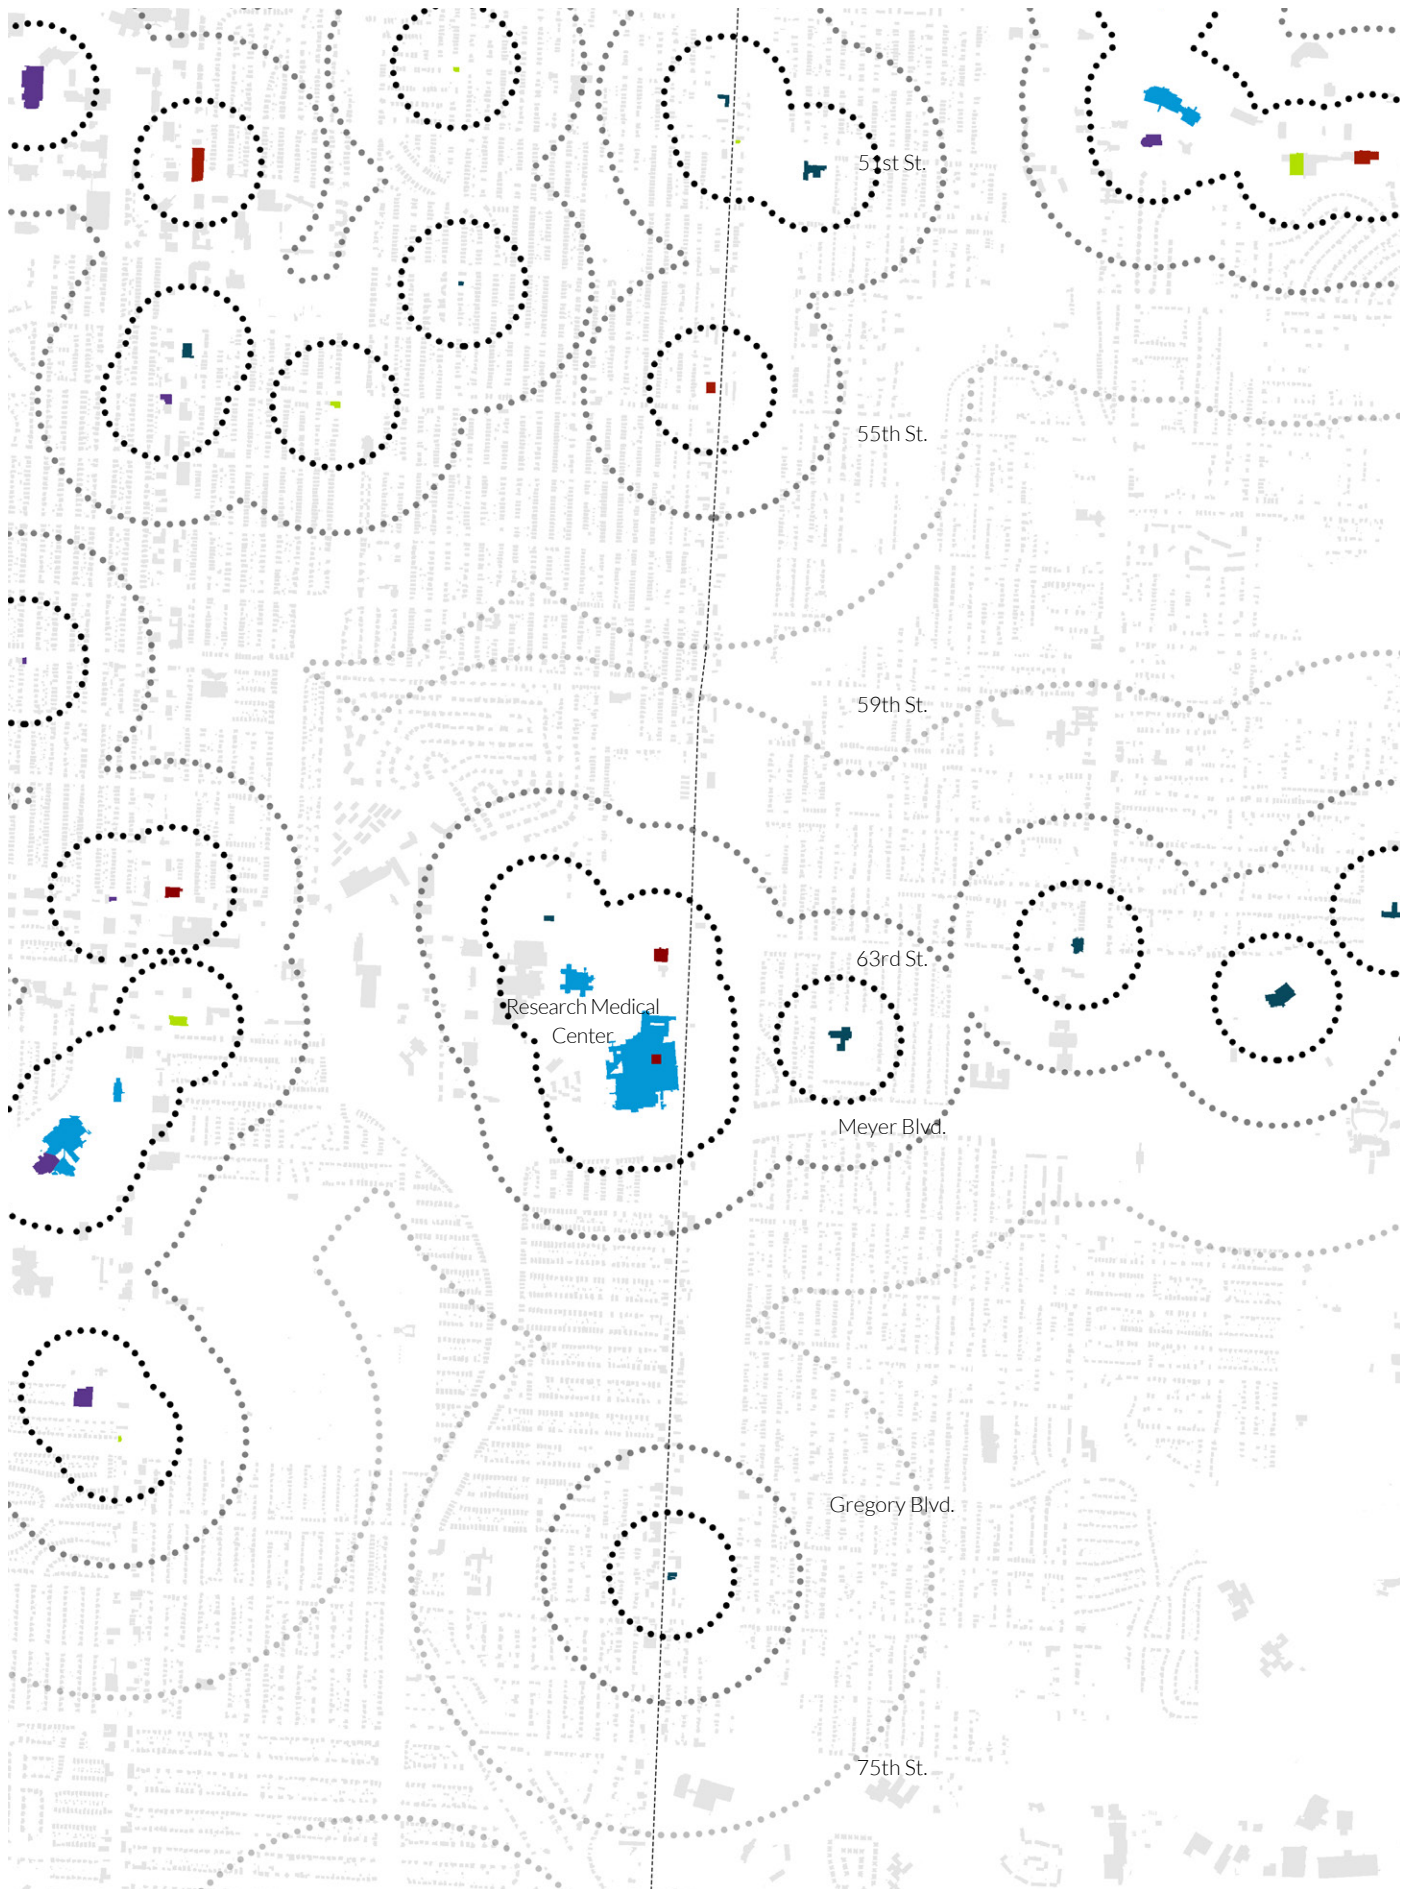 51st St.
55th St.
59th St.
63rd St.
Research Medical
Center
Meyer Blvd.
Gregory Blvd.
75th St.